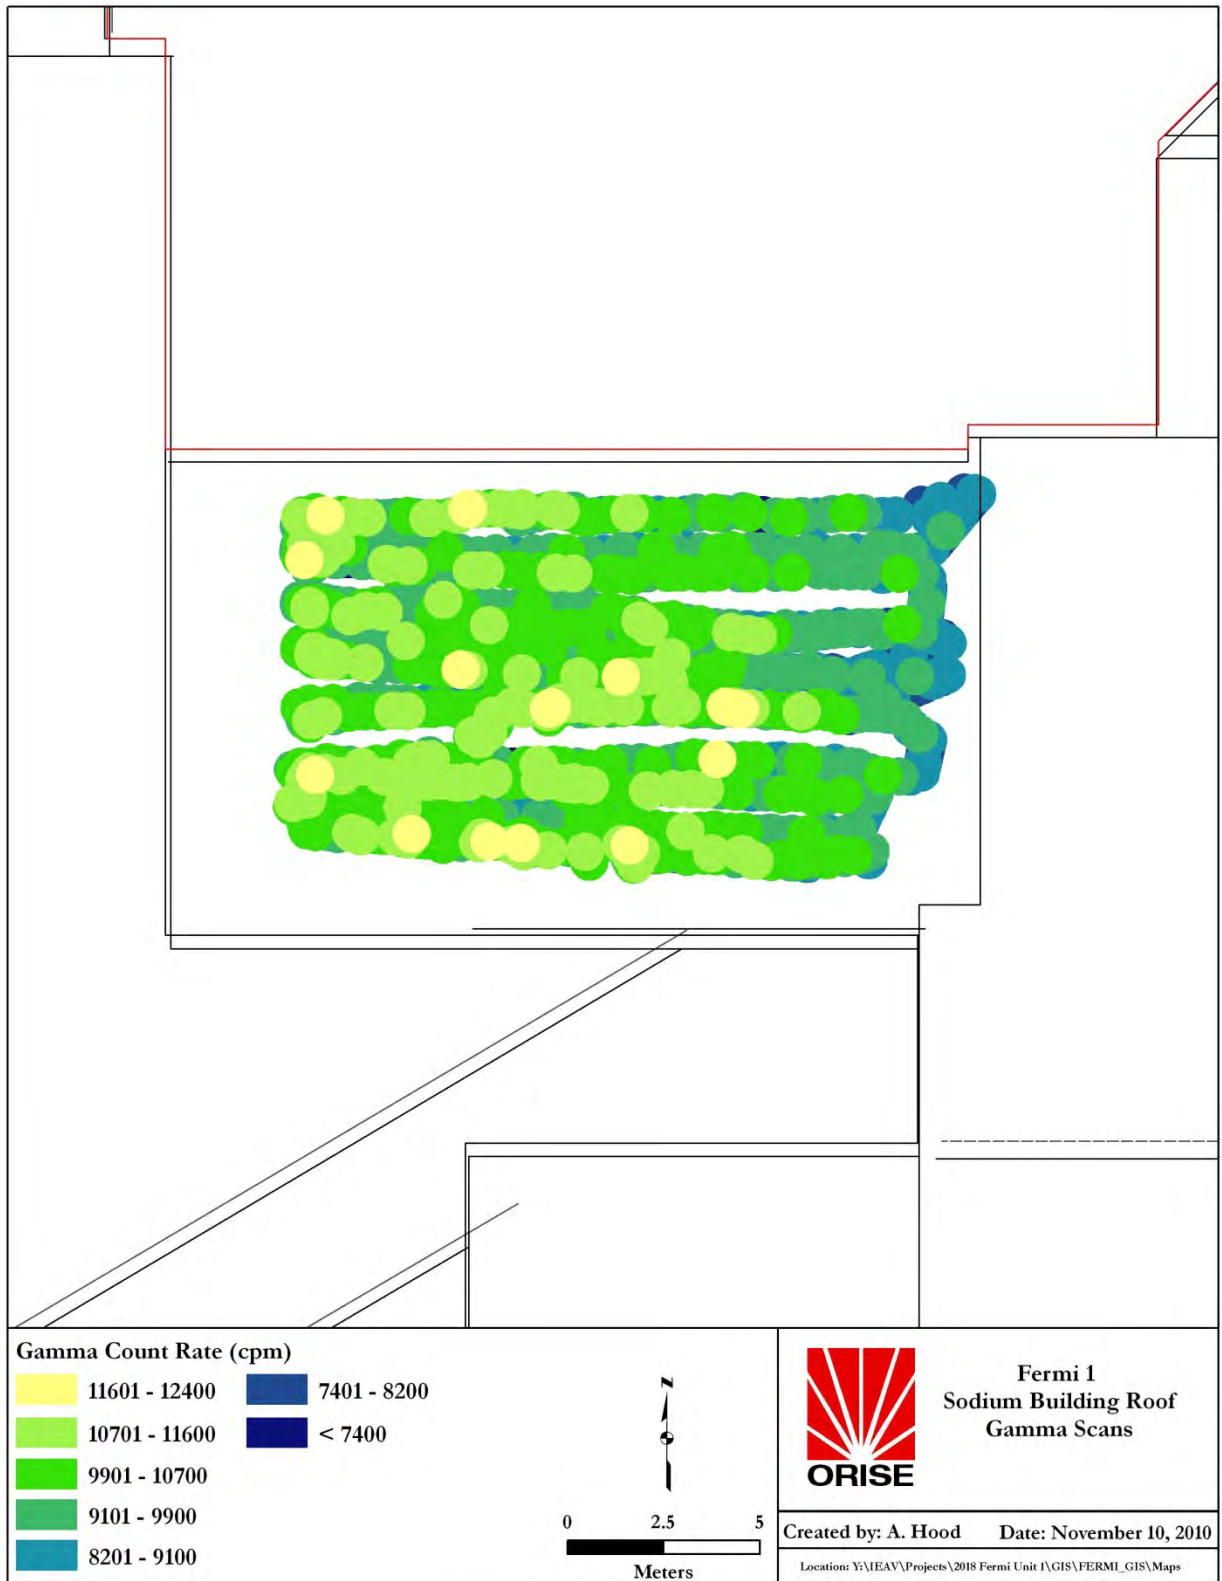 Gamma Count Rate (cpm)
11601 - 12400
10701 - 11600
9901 - 10700
9101 - 9900
8201 - 9100
7401 - 8200
< 7400
N
0 2.5 5
Meters
ORISE
Fermi 1
Sodium Building Roof
Gamma Scans
Created by: A. Hood Date: November 10, 2010
Location: Y:\IEAV\Projects\2018 Fermi Unit 1\GIS\FERMI_GIS\Maps